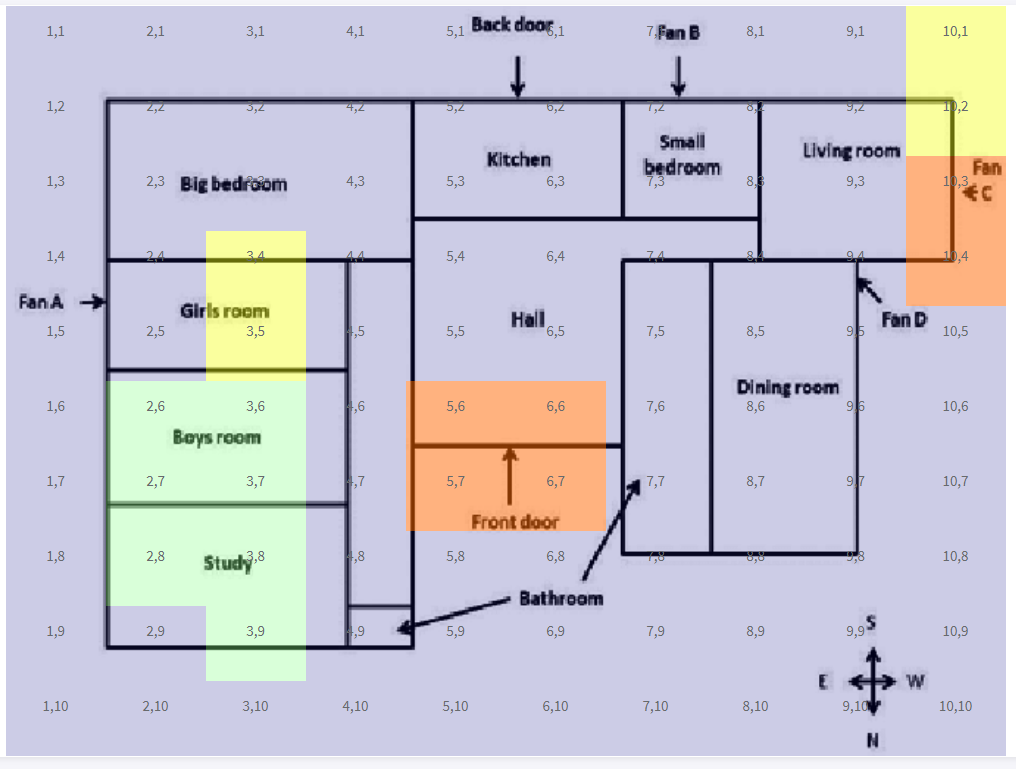 Back door
1,1 2,1 3,1 4,1 5,1 6,1 7,1 Fan B 8,1 9,1 10,1
1,2 2,2 3,2 4,2 5,2 6,2 7,2 8,2 9,2 10,2
Kitchen
Small
bedroom
Living room
Fan
C
1,3 2,3 Big bedroom 3,3 4,3 5,3 6,3 7,3 8,3 9,3 10,3
1,4 2,4 3,4 4,4 5,4 6,4 7,4 8,4 9,4 10,4
Fan A
Girls room
Hall
Fan D
1,5 2,5 3,5 4,5 5,5 6,5 7,5 8,5 9,5 10,5
Dining room
1,6 2,6 3,6 4,6 5,6 6,6 7,6 8,6 9,6 10,6
Boys room
1,7 2,7 3,7 4,7 5,7 6,7 7,7 8,7 9,7 10,7
Front door
1,8 2,8 3,8 4,8 5,8 6,8 7,8 8,8 9,8 10,8
Study
Bathroom
1,9 2,9 3,9 4,9 5,9 6,9 7,9 8,9 9,9 10,9
S
E W
1,10 2,10 3,10 4,10 5,10 6,10 7,10 8,10 9,10 10,10
N